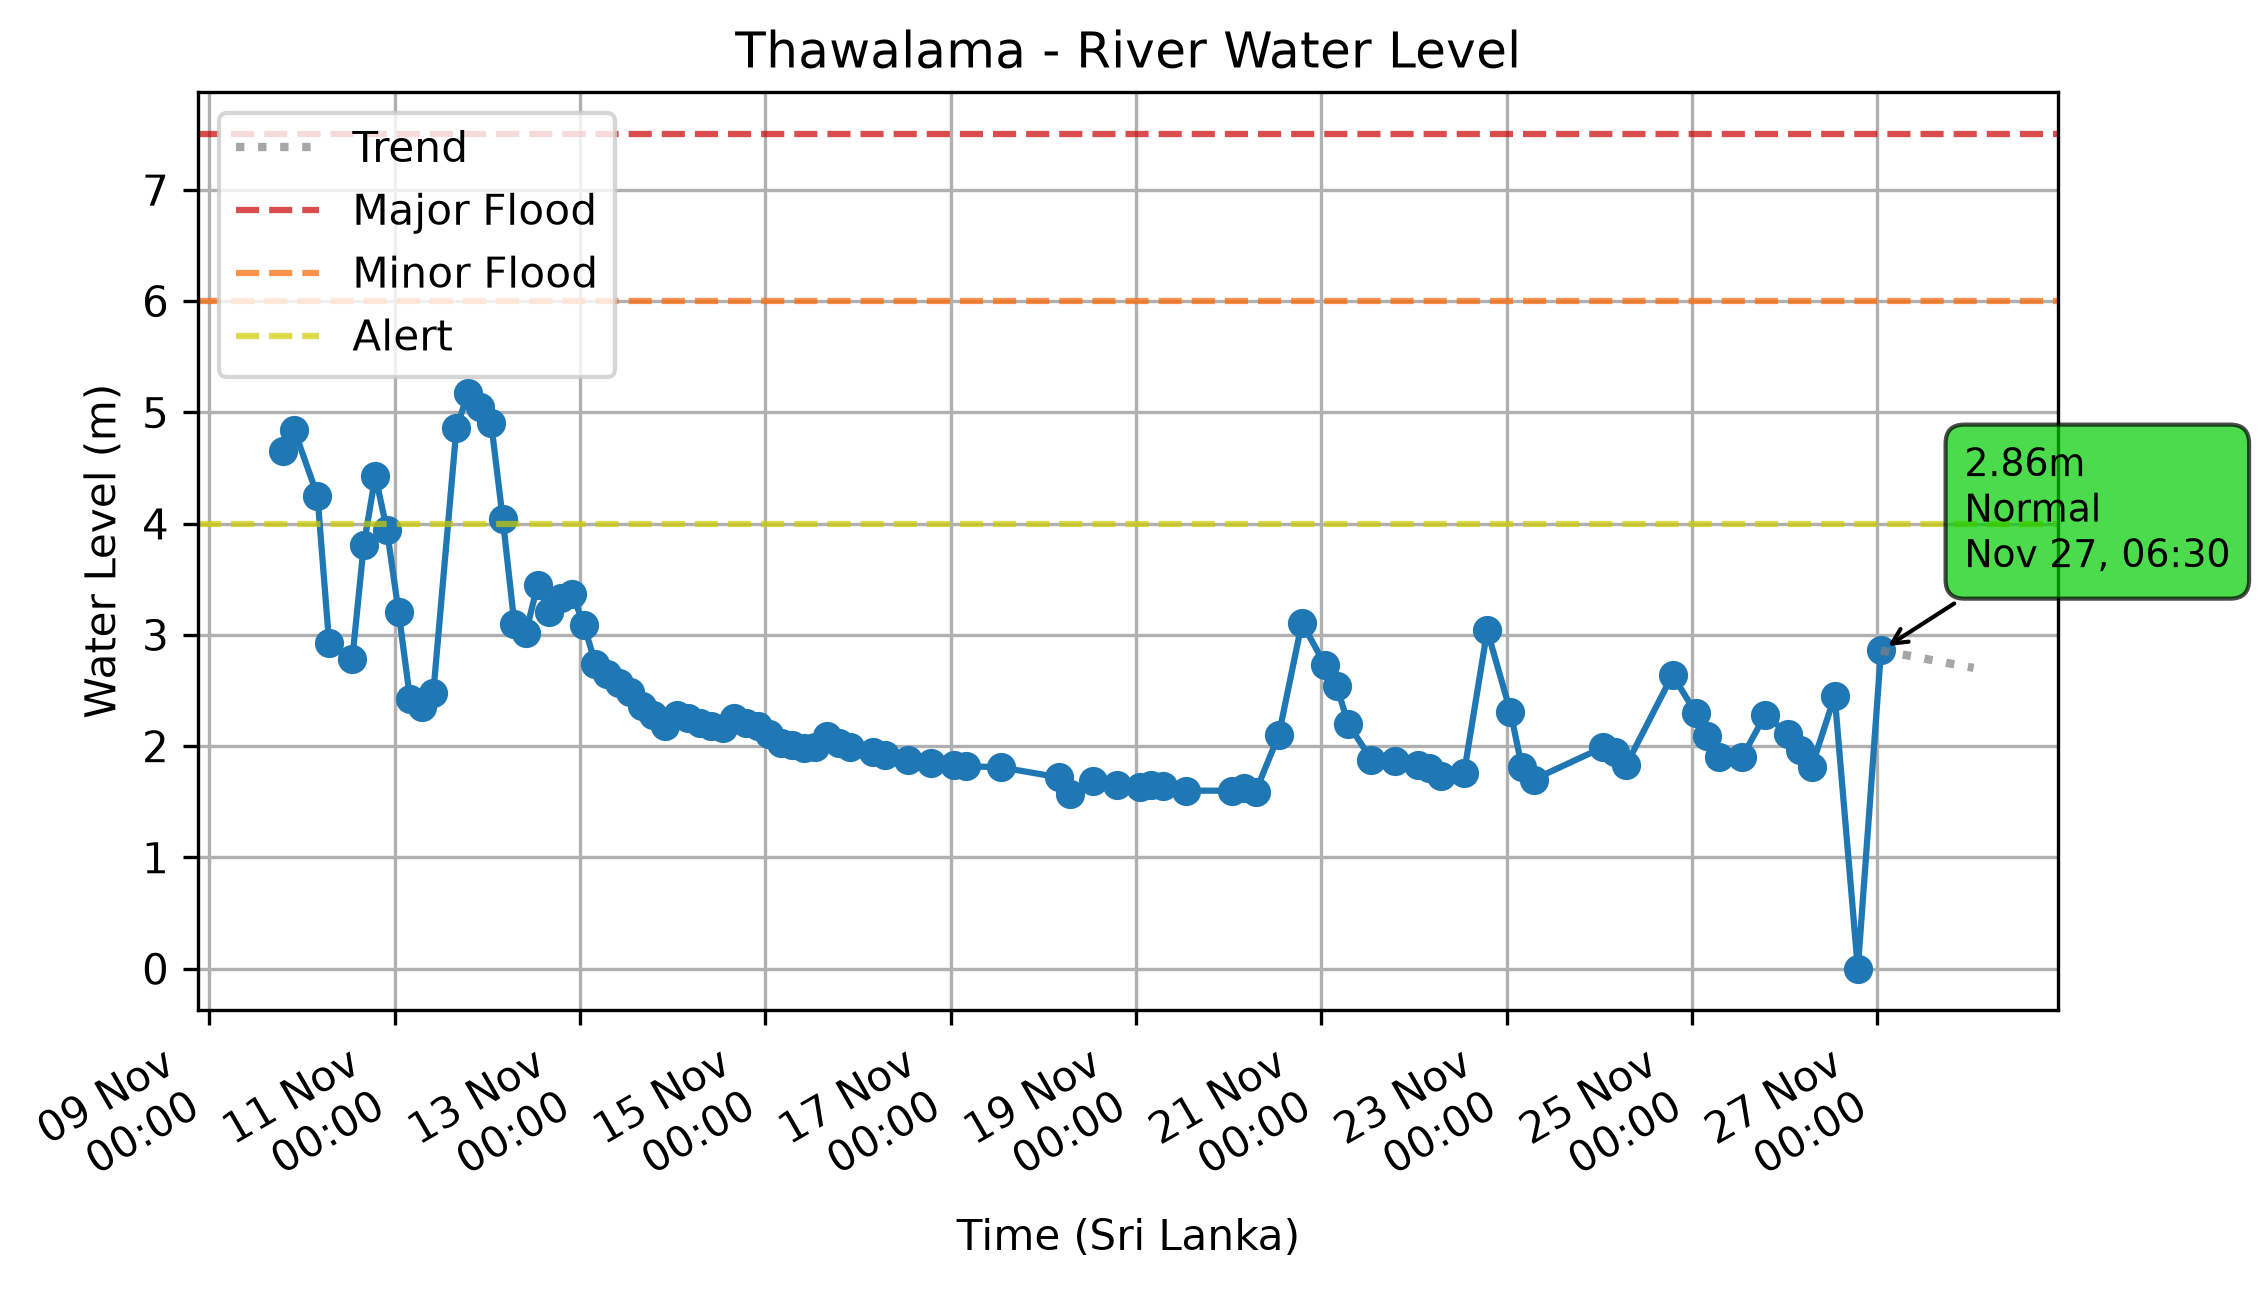 Thawalama - River Water Level
Trend
Major Flood
Minor Flood
Alert
Water Level (m)
7
6
5
4
3
2
1
0
2.86m
Normal
Nov 27, 06:30
09 Nov
00:00
11 Nov
00:00
13 Nov
00:00
15 Nov
00:00
17 Nov
00:00
19 Nov
00:00
21 Nov
00:00
23 Nov
00:00
25 Nov
00:00
27 Nov
00:00
Time (Sri Lanka)